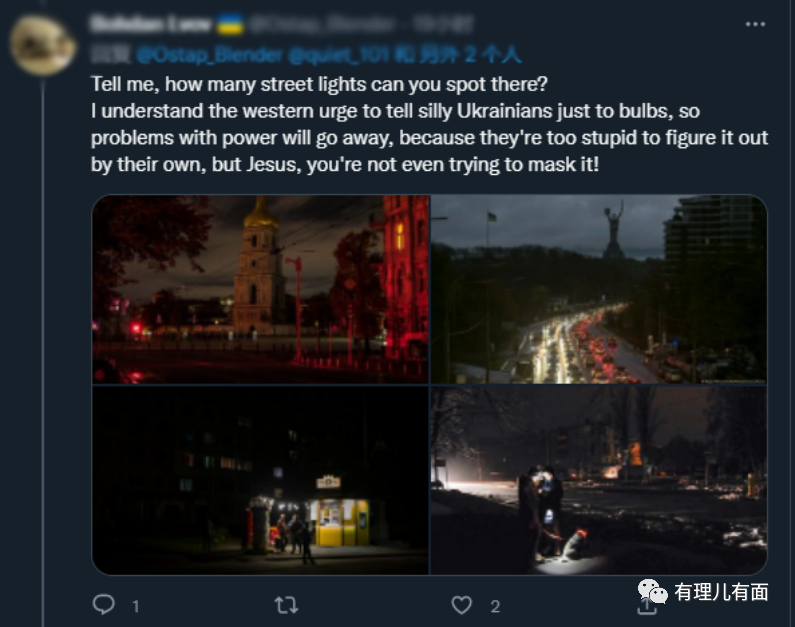 Bohdan Lvov
@Ostap_Blender @quiet_101 和 另外 2 个人
Tell me, how many street lights can you spot there?
I understand the western urge to tell silly Ukrainians just to bulbs, so
problems with power will go away, because they're too stupid to figure it out
by their own, but Jesus, you're not even trying to mask it!
1
2
有理儿有面